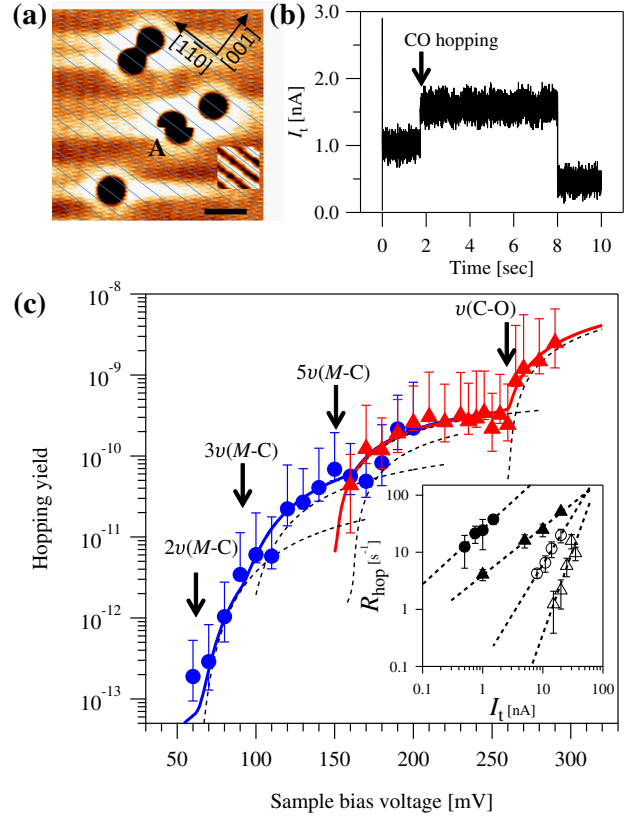 (a)
[1̄1̄0]
[001]
A
(b)
CO hopping
I_t [nA]
3.0
2.0
1.0
0.0
0 2 4 6 8 10
Time [sec]
(c)
Hopping yield
10⁻⁸
10⁻⁹
10⁻¹⁰
10⁻¹¹
10⁻¹²
10⁻¹³
2υ(M-C)
3υ(M-C)
5υ(M-C)
υ(C-O)
R_hop [s⁻¹]
100
10
1
0.1
0.1 1 10 100
I_t [nA]
50 100 150 200 250 300
Sample bias voltage [mV]